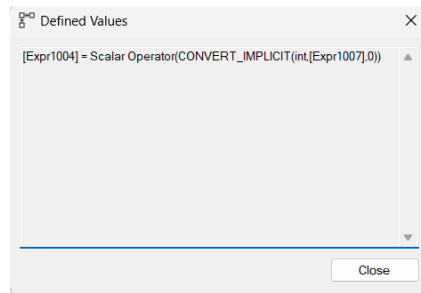 Defined Values
[Expr1004] = Scalar Operator(CONVERT_IMPLICIT(int,[Expr1007],0))
Close